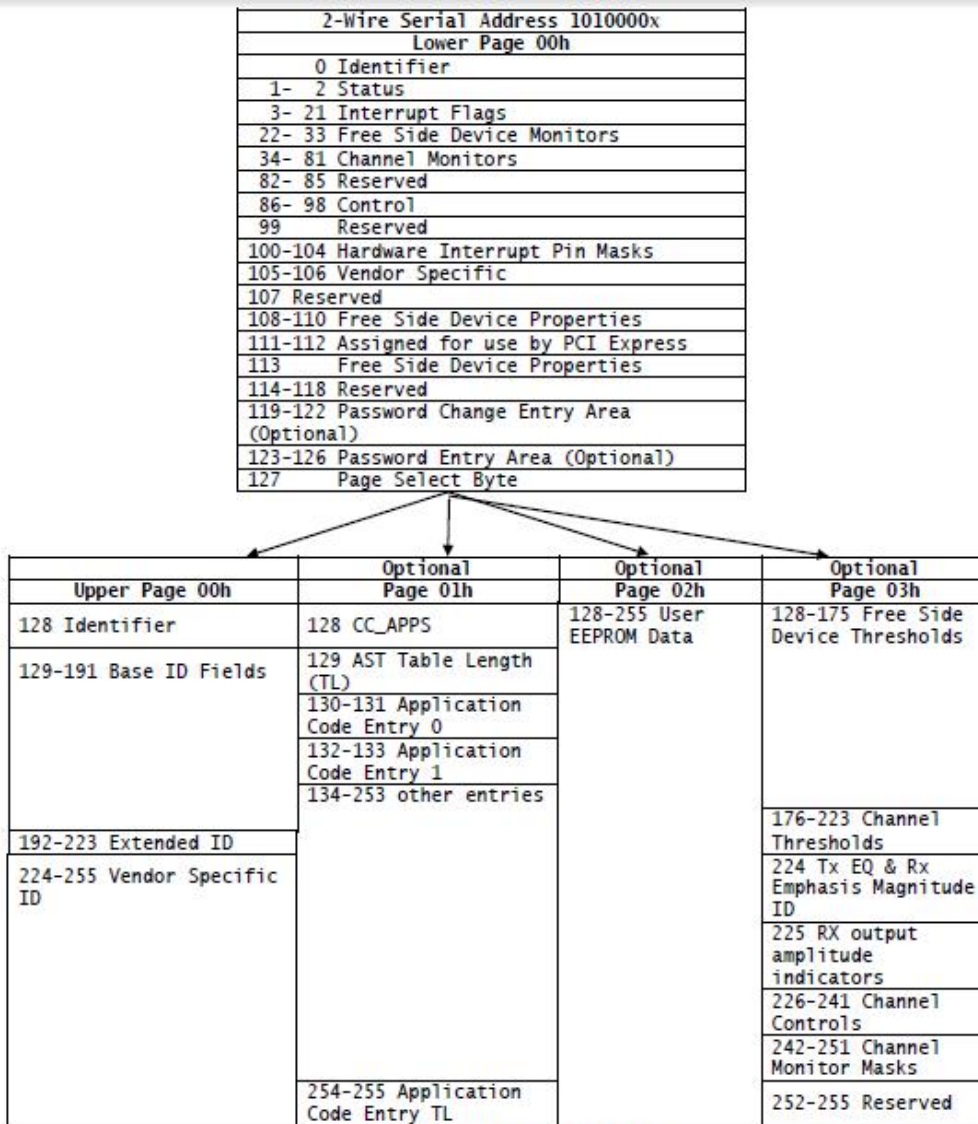 2-Wire Serial Address 1010000x
Lower Page 00h
0 Identifier
1- 2 Status
3- 21 Interrupt Flags
22- 33 Free Side Device Monitors
34- 81 Channel Monitors
82- 85 Reserved
86- 98 Control
99 Reserved
100-104 Hardware Interrupt Pin Masks
105-106 Vendor Specific
107 Reserved
108-110 Free Side Device Properties
111-112 Assigned for use by PCI Express
113 Free Side Device Properties
114-118 Reserved
119-122 Password Change Entry Area
(Optional)
123-126 Password Entry Area (Optional)
127 Page Select Byte
Upper Page 00h
128 Identifier
129-191 Base ID Fields
192-223 Extended ID
224-255 Vendor Specific
ID
Optional
Page 01h
128 CC_APPS
129 AST Table Length
(TL)
130-131 Application
Code Entry 0
132-133 Application
Code Entry 1
134-253 other entries
254-255 Application
Code Entry TL
Optional
Page 02h
128-255 User
EEPROM Data
Optional
Page 03h
128-175 Free Side
Device Thresholds
176-223 Channel
Thresholds
224 Tx EQ & Rx
Emphasis Magnitude
ID
225 RX output
amplitude
indicators
226-241 Channel
Controls
242-251 Channel
Monitor Masks
252-255 Reserved